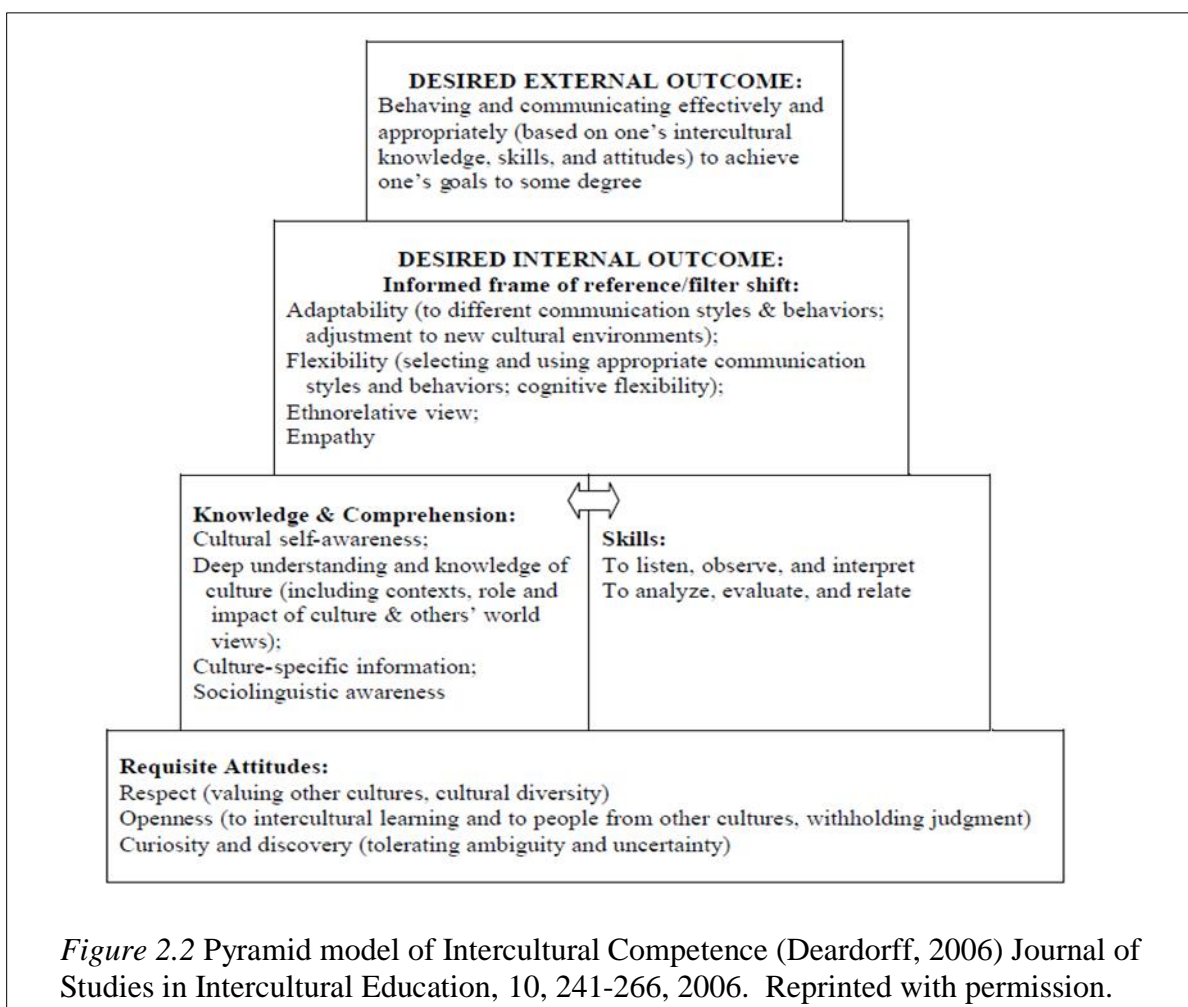 DESIRED EXTERNAL OUTCOME:
Behaving and communicating effectively and
appropriately (based on one’s intercultural
knowledge, skills, and attitudes) to achieve
one’s goals to some degree
DESIRED INTERNAL OUTCOME:
Informed frame of reference/filter shift:
Adaptability (to different communication styles & behaviors;
adjustment to new cultural environments);
Flexibility (selecting and using appropriate communication
styles and behaviors; cognitive flexibility);
Ethnorelative view;
Empathy
Knowledge & Comprehension:
Cultural self-awareness;
Deep understanding and knowledge of
culture (including contexts, role and
impact of culture & others’ world
views);
Culture-specific information;
Sociolinguistic awareness
Skills:
To listen, observe, and interpret
To analyze, evaluate, and relate
Requisite Attitudes:
Respect (valuing other cultures, cultural diversity)
Openness (to intercultural learning and to people from other cultures, withholding judgment)
Curiosity and discovery (tolerating ambiguity and uncertainty)
Figure 2.2 Pyramid model of Intercultural Competence (Deardorff, 2006) Journal of
Studies in Intercultural Education, 10, 241-266, 2006.  Reprinted with permission.